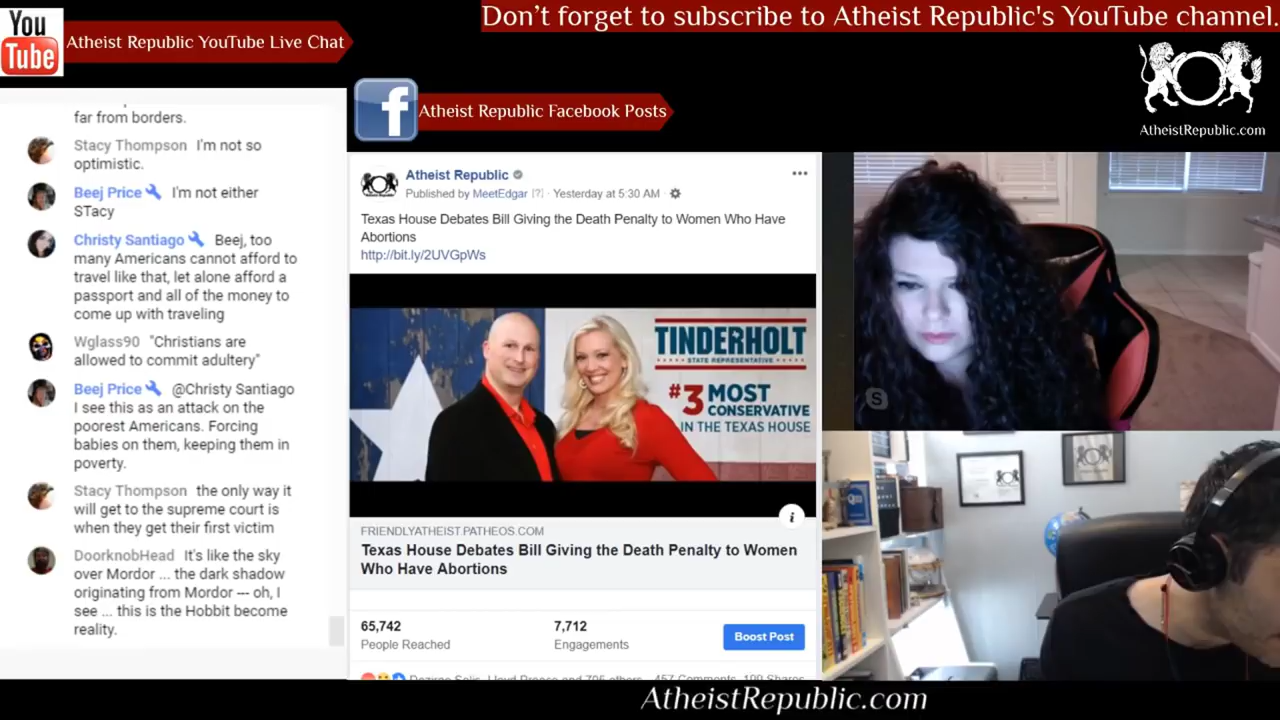 Don't forget to subscribe to Atheist Republic's YouTube channel.
You
Tube
Atheist Republic YouTube Live Chat
Atheist Republic Facebook Posts
AtheistRepublic.com
far from borders.
Stacy Thompson I'm not so
optimistic.
Beej Price I'm not either
STacy
Christy Santiago Beej, too
many Americans cannot afford to
travel like that, let alone afford a
passport and all of the money to
come up with traveling
Wglass90 "Christians are
allowed to commit adultery"
Beej Price @Christy Santiago
I see this as an attack on the
poorest Americans. Forcing
babies on them, keeping them in
poverty.
Stacy Thompson the only way it
will get to the supreme court is
when they get their first victim
DoorknobHead It's like the sky
over Mordor ... the dark shadow
originating from Mordor --- oh, I
see ... this is the Hobbit become
reality.
Atheist Republic
Published by MeetEdgar [?] · Yesterday at 5:30 AM ·
Texas House Debates Bill Giving the Death Penalty to Women Who Have
Abortions
http://bit.ly/2UVGpWs
TINDERHOLT
STATE REPRESENTATIVE
#3 MOST
CONSERVATIVE
IN THE TEXAS HOUSE
i
FRIENDLYATHEIST.PATHEOS.COM
Texas House Debates Bill Giving the Death Penalty to Women
Who Have Abortions
65,742
People Reached
7,712
Engagements
Boost Post
457 Comments 109 Shares
S
AtheistRepublic.com